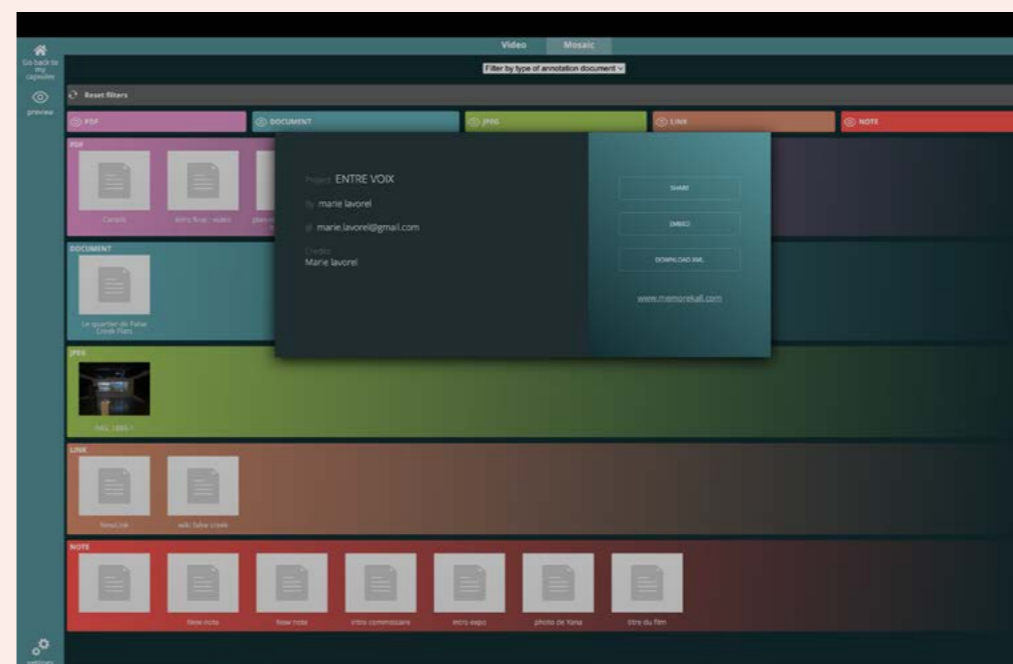 Video Mosaic
Go back to
my
capsules
Filter by type of annotation document
preview
Reset filters
PDF DOCUMENT JPEG LINK NOTE
PDF
Project ENTRE VOIX
By marie lavorel
@ marie.lavorel@gmail.com
Credits
Marie lavorel
SHARE
EMBED
DOWNLOAD XML
www.memorekall.com
DOCUMENT
Le quartier de False
Creek Flats
JPEG
LINK
NewLink wiki false creek
NOTE
New note New note intro commissaire intro expo photo de Yana titre du film
settings